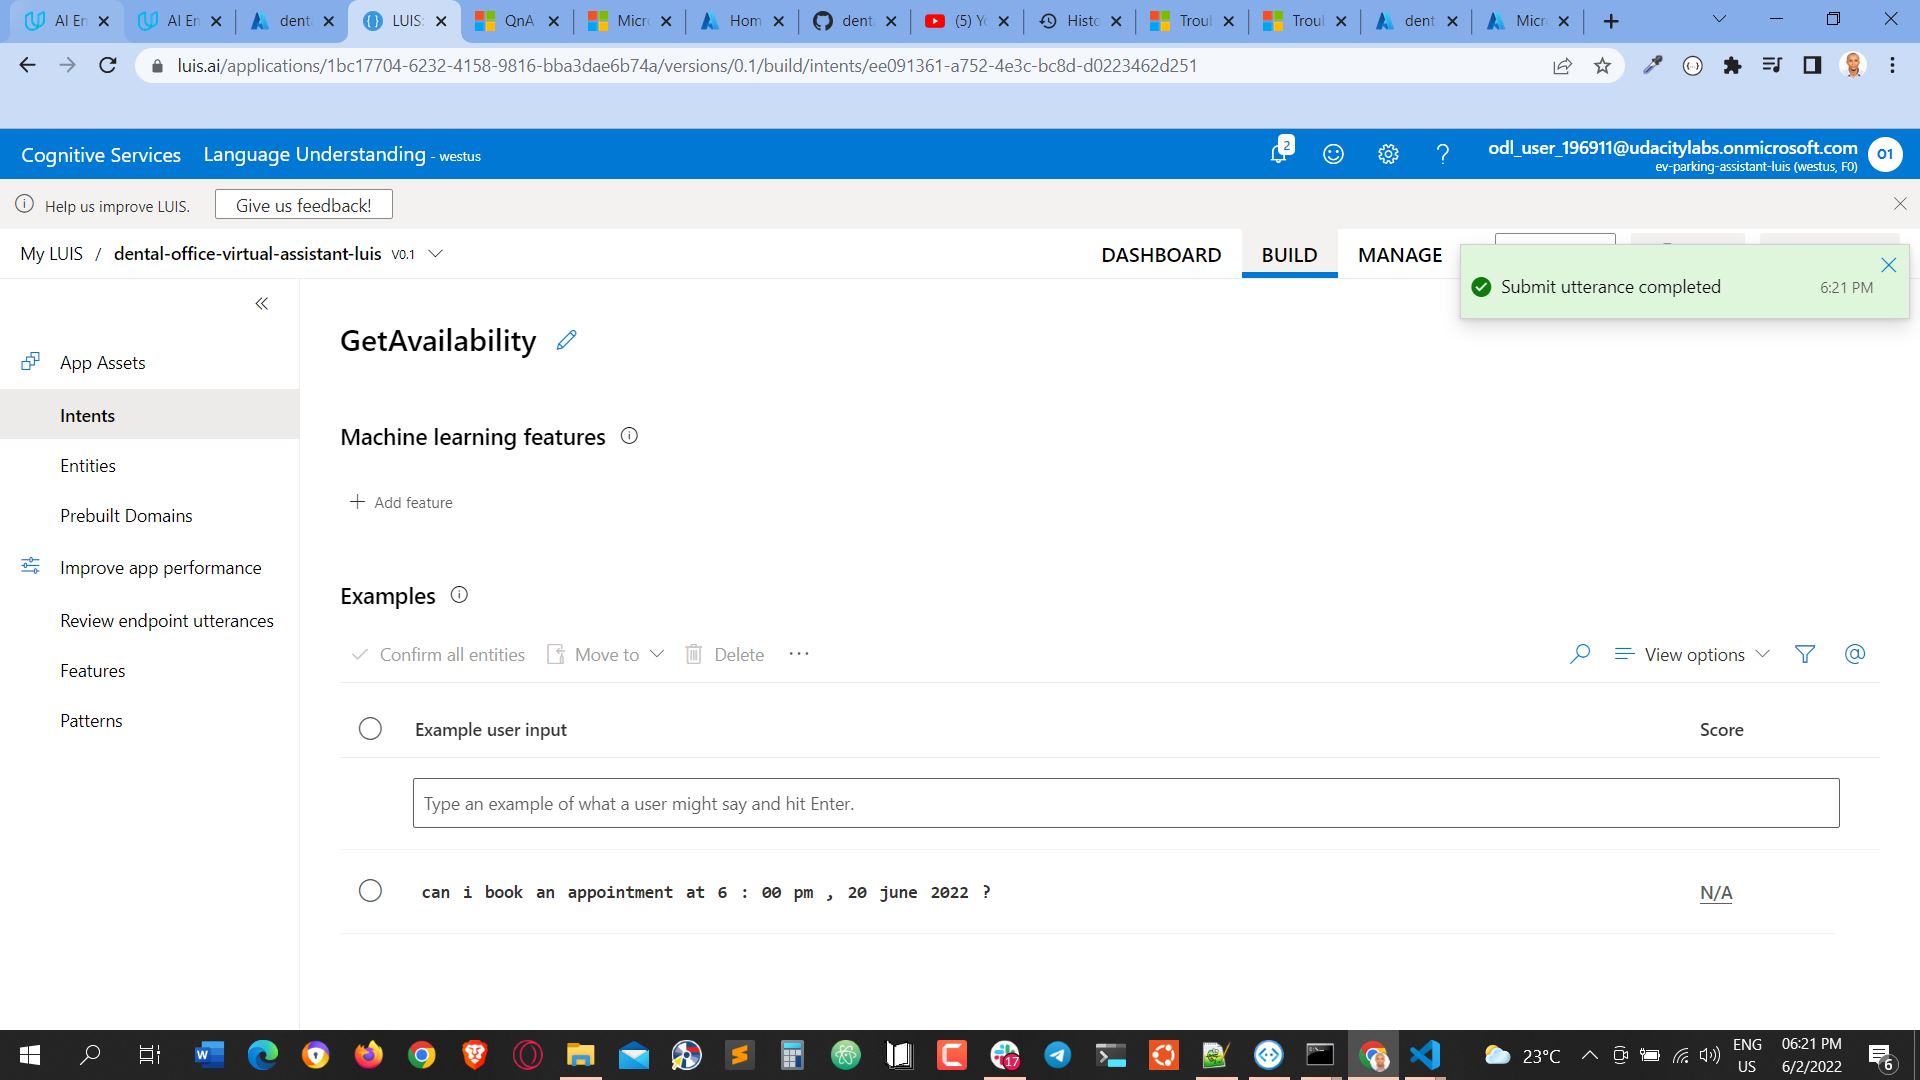 AI En
AI En
dent
LUIS:
QnA
Micro
Hom
dent
(5) Yo
Histo
Troul
Troul
dent
Micr
luis.ai/applications/1bc17704-6232-4158-9816-bba3dae6b74a/versions/0.1/build/intents/ee091361-a752-4e3c-bc8d-d0223462d251
Cognitive Services Language Understanding - westus
2
odl_user_196911@udacitylabs.onmicrosoft.com
ev-parking-assistant-luis (westus, F0)
O1
Help us improve LUIS. Give us feedback!
My LUIS / dental-office-virtual-assistant-luis V0.1
DASHBOARD BUILD MANAGE
Submit utterance completed 6:21 PM
GetAvailability
App Assets
Intents
Entities
Prebuilt Domains
Improve app performance
Review endpoint utterances
Features
Patterns
Machine learning features
Add feature
Examples
Confirm all entities Move to Delete ...
View options
Example user input Score
Type an example of what a user might say and hit Enter.
can i book an appointment at 6 : 00 pm , 20 june 2022 ? N/A
17
23°C
ENG
US
06:21 PM
6/2/2022
6